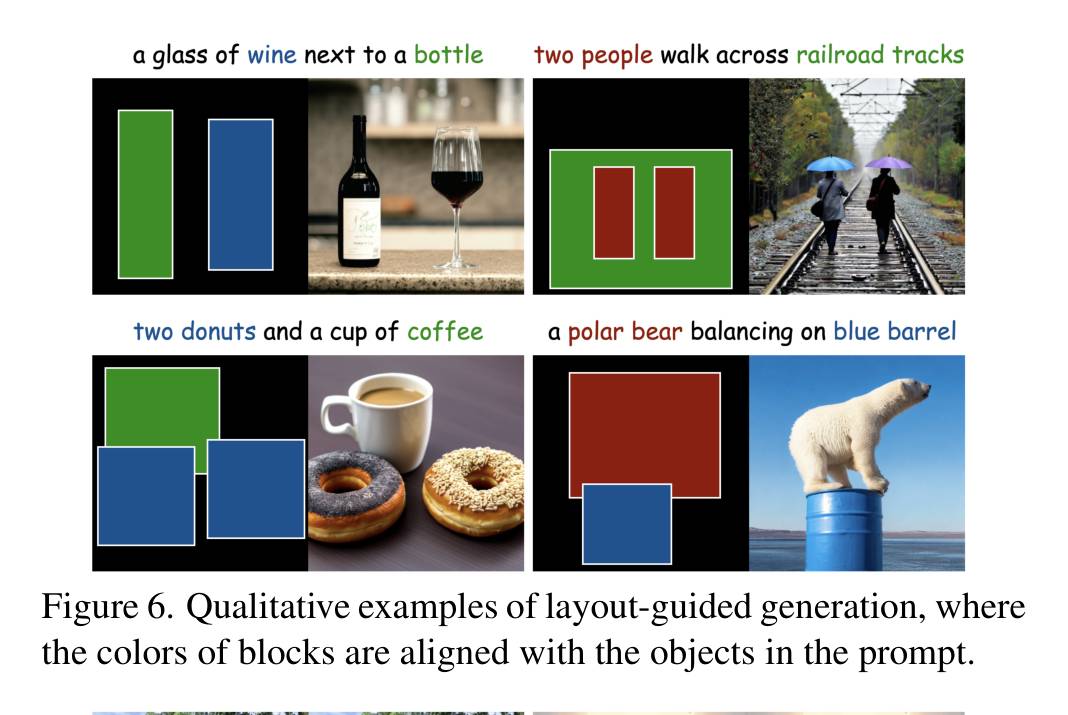 a glass of wine next to a bottle
two people walk across railroad tracks
two donuts and a cup of coffee
a polar bear balancing on blue barrel
Figure 6. Qualitative examples of layout-guided generation, where
the colors of blocks are aligned with the objects in the prompt.